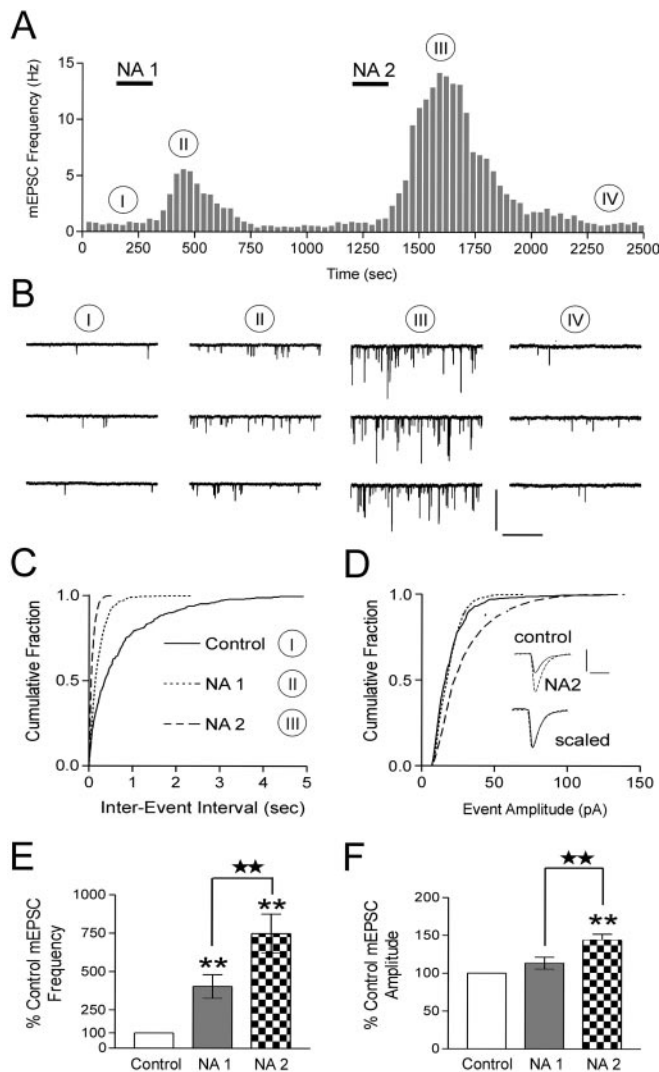 A
mEPSC Frequency (Hz)
15
10
5
0
NA 1
NA 2
I
II
III
IV
0 250 500 750 1000 1250 1500 1750 2000 2250 2500
Time (sec)
B
I II III IV
C
Cumulative Fraction
1.0
0.5
0.0
Control I
NA 1 II
NA 2 III
0 1 2 3 4 5
Inter-Event Interval (sec)
D
Cumulative Fraction
1.0
0.5
0.0
control
NA2
scaled
0 50 100 150
Event Amplitude (pA)
E
% Control mEPSC
Frequency
1000
750
500
250
100
★★
**
**
Control NA 1 NA 2
F
% Control mEPSC
Amplitude
200
150
100
50
0
★★
**
Control NA 1 NA 2